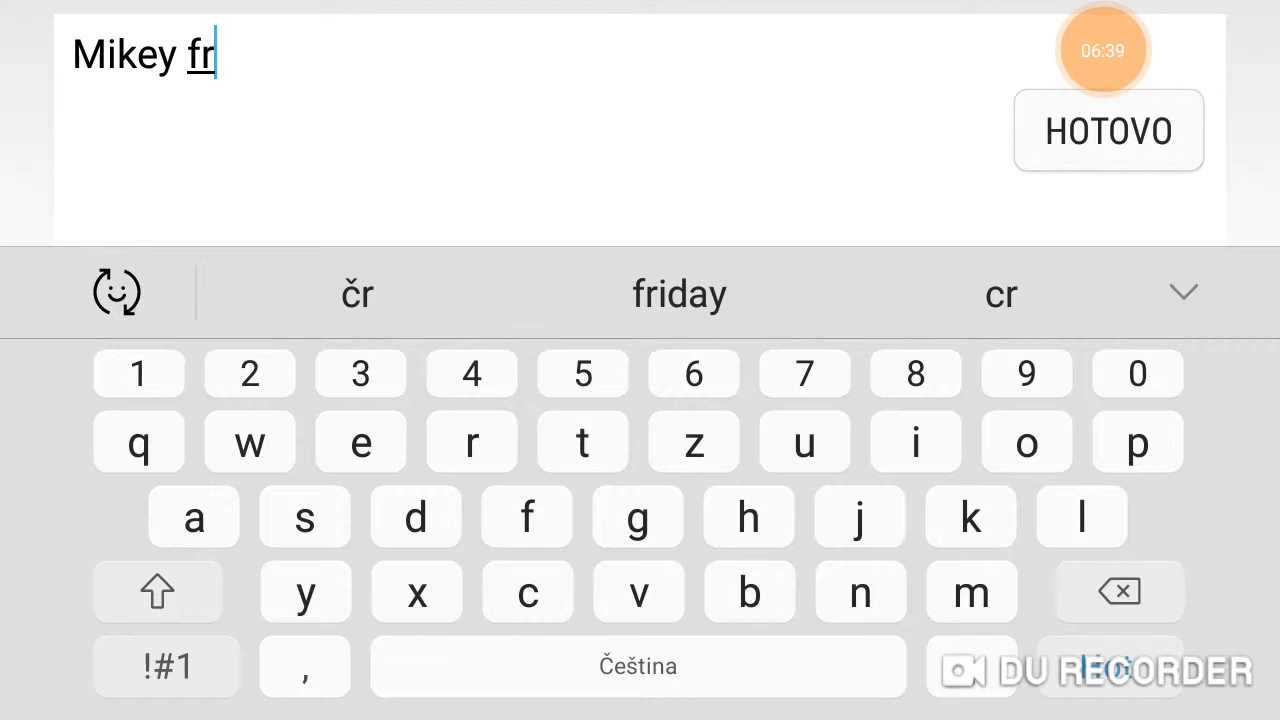 Mikey fr
06:39
HOTOVO
čr friday cr
1 2 3 4 5 6 7 8 9 0
q w e r t z u i o p
a s d f g h j k l
y x c v b n m
!#1 , Čeština
DU RECORDER